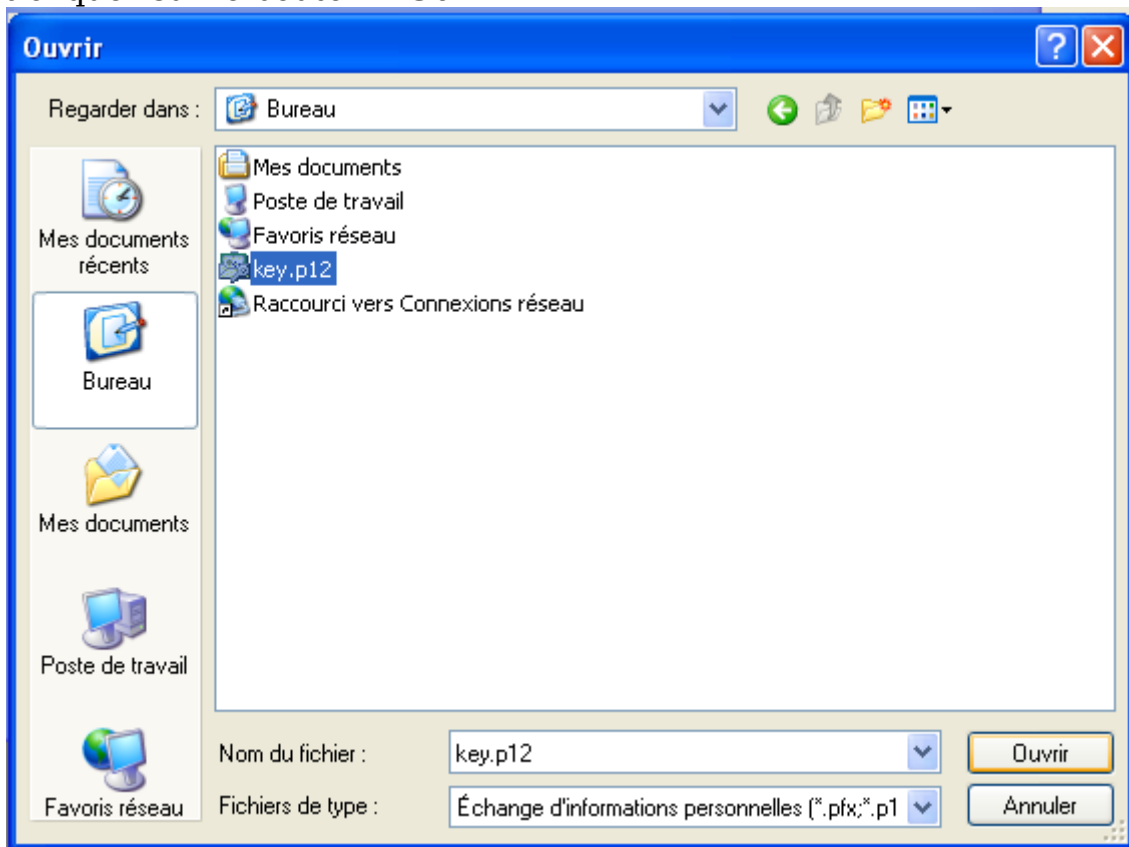 Ouvrir
Regarder dans :
Bureau
Mes documents récents
Bureau
Mes documents
Poste de travail
Favoris réseau
Mes documents
Poste de travail
Favoris réseau
key.p12
Raccourci vers Connexions réseau
Nom du fichier :
key.p12
Ouvrir
Fichiers de type :
Échange d'informations personnelles (*.pfx;*.p1
Annuler